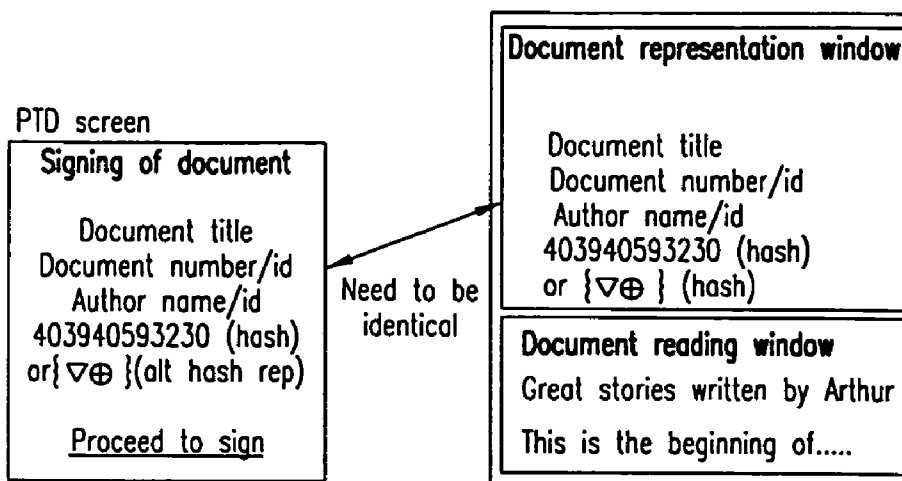 PTD screen
Signing of document
Document title
Document number/id
Author name/id
403940593230 (hash)
or{▽⊕ }(alt hash rep)
Proceed to sign
Need to be
identical
Document representation window
Document title
Document number/id
Author name/id
403940593230 (hash)
or {▽⊕ } (hash)
Document reading window
Great stories written by Arthur
This is the beginning of.....